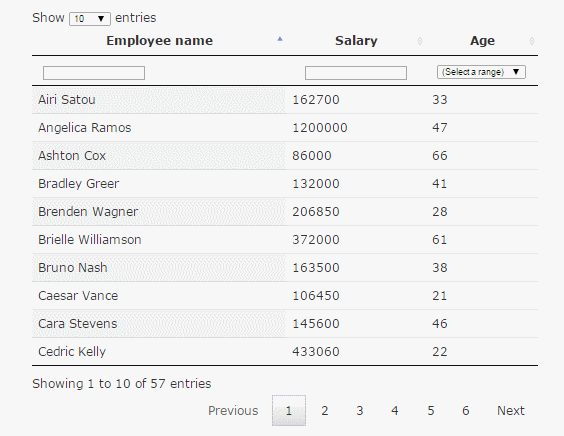 Show 10 entries
Employee name Salary Age
(Select a range)
Airi Satou 162700 33
Angelica Ramos 1200000 47
Ashton Cox 86000 66
Bradley Greer 132000 41
Brenden Wagner 206850 28
Brielle Williamson 372000 61
Bruno Nash 163500 38
Caesar Vance 106450 21
Cara Stevens 145600 46
Cedric Kelly 433060 22
Showing 1 to 10 of 57 entries
Previous 1 2 3 4 5 6 Next